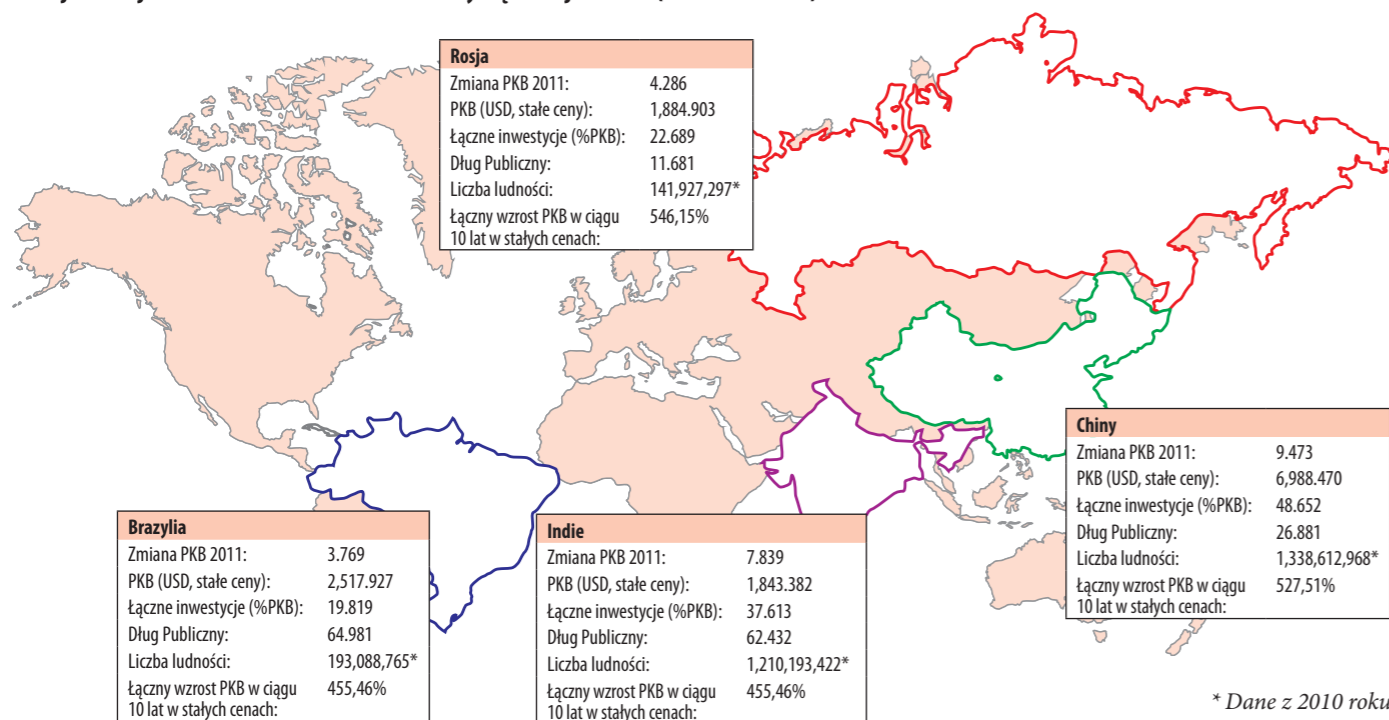 Rosja
Zmiana PKB 2011: 4.286
PKB (USD, stałe ceny): 1,884.903
Łączne inwestycje (%PKB): 22.689
Dług Publiczny: 11.681
Liczba ludności: 141,927,297*
Łączny wzrost PKB w ciągu 546,15%
10 lat w stałych cenach:
Chiny
Zmiana PKB 2011: 9.473
PKB (USD, stałe ceny): 6,988.470
Łączne inwestycje (%PKB): 48.652
Dług Publiczny: 26.881
Liczba ludności: 1,338,612,968*
Łączny wzrost PKB w ciągu 527,51%
10 lat w stałych cenach:
Brazylia
Zmiana PKB 2011: 3.769
PKB (USD, stałe ceny): 2,517.927
Łączne inwestycje (%PKB): 19.819
Dług Publiczny: 64.981
Liczba ludności: 193,088,765*
Łączny wzrost PKB w ciągu 455,46%
10 lat w stałych cenach:
Indie
Zmiana PKB 2011: 7.839
PKB (USD, stałe ceny): 1,843.382
Łączne inwestycje (%PKB): 37.613
Dług Publiczny: 62.432
Liczba ludności: 1,210,193,422*
Łączny wzrost PKB w ciągu 455,46%
10 lat w stałych cenach:
* Dane z 2010 roku